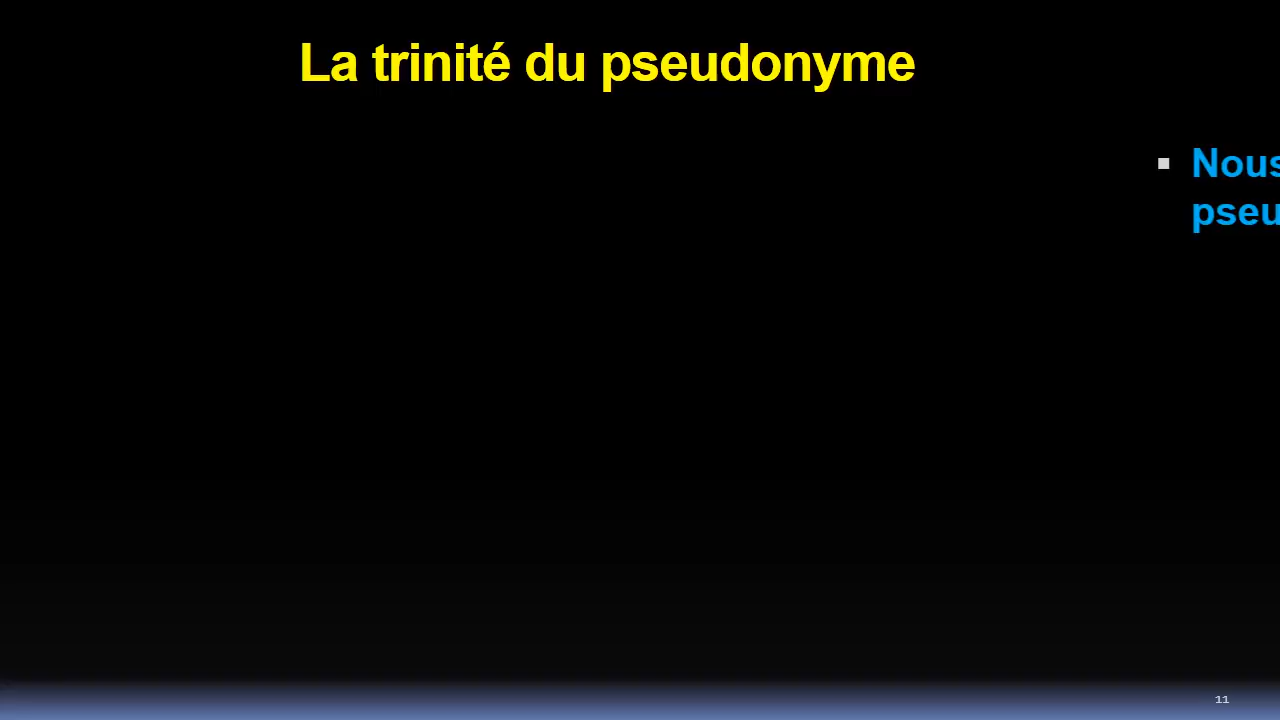 La trinité du pseudonyme
▪ Nous
pseu
11